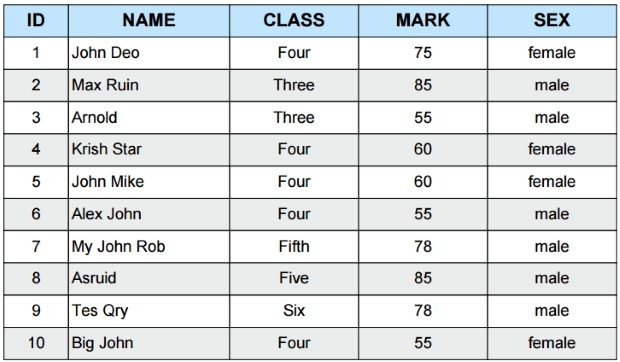 ID NAME CLASS MARK SEX
1 John Deo Four 75 female
2 Max Ruin Three 85 male
3 Arnold Three 55 male
4 Krish Star Four 60 female
5 John Mike Four 60 female
6 Alex John Four 55 male
7 My John Rob Fifth 78 male
8 Asruid Five 85 male
9 Tes Qry Six 78 male
10 Big John Four 55 female